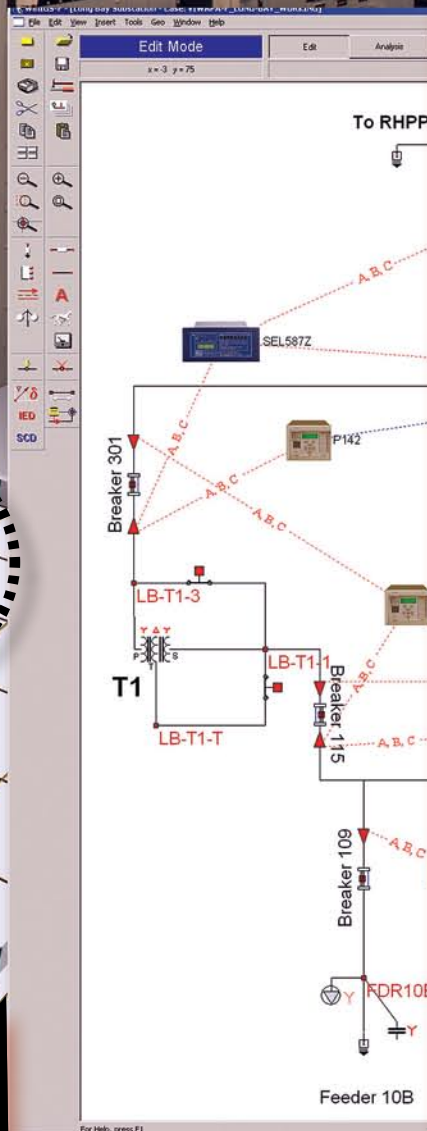 File Edit View Insert Tools Geo Window Help
Edit Mode
Edit
Analysis
x = -3 y = 75
To RHPP
A, B, C
SEL587Z
P142
A, B, C
A, B, C
A, B, C
Breaker 301
LB-T1-3
P S
T
T1
LB-T1-1
LB-T1-T
Breaker 115
A, B, C
A, B, C
Breaker 109
A, B, C
Y
FDR10B
Y
Feeder 10B
A
IED
SCD
For Help, press F1